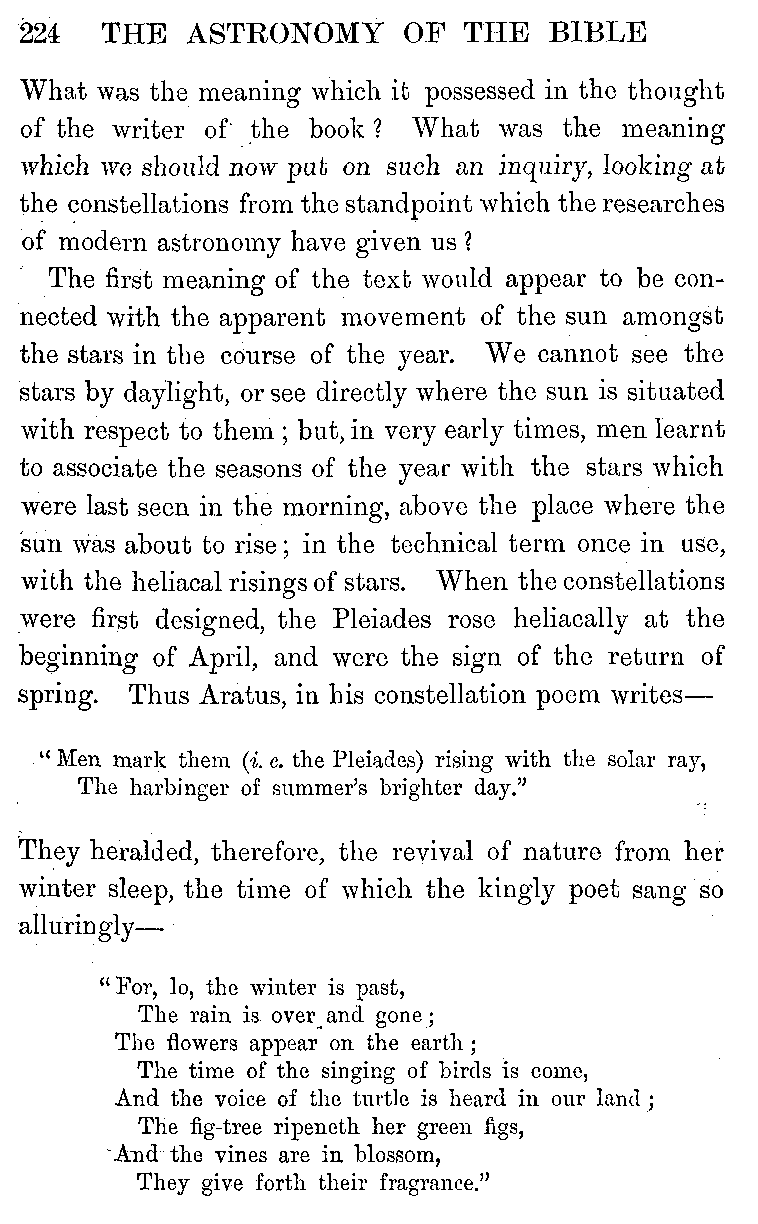 224 THE ASTRONOMY OF THE BIBLE
What was the meaning which it possessed in the thought
of the writer of the book? What was the meaning
which we should now put on such an inquiry, looking at
the constellations from the standpoint which the researches
of modern astronomy have given us?
The first meaning of the text would appear to be con-
nected with the apparent movement of the sun amongst
the stars in the course of the year. We cannot see the
stars by daylight, or see directly where the sun is situated
with respect to them; but, in very early times, men learnt
to associate the seasons of the year with the stars which
were last seen in the morning, above the place where the
sun was about to rise; in the technical term once in use,
with the heliacal risings of stars. When the constellations
were first designed, the Pleiades rose heliacally at the
beginning of April, and were the sign of the return of
spring. Thus Aratus, in his constellation poem writes—
"Men mark them (i. e. the Pleiades) rising with the solar ray,
The harbinger of summer's brighter day."
They heralded, therefore, the revival of nature from her
winter sleep, the time of which the kingly poet sang so
alluringly—
"For, lo, the winter is past,
The rain is over and gone;
The flowers appear on the earth;
The time of the singing of birds is come,
And the voice of the turtle is heard in our land;
The fig-tree ripeneth her green figs,
And the vines are in blossom,
They give forth their fragrance."